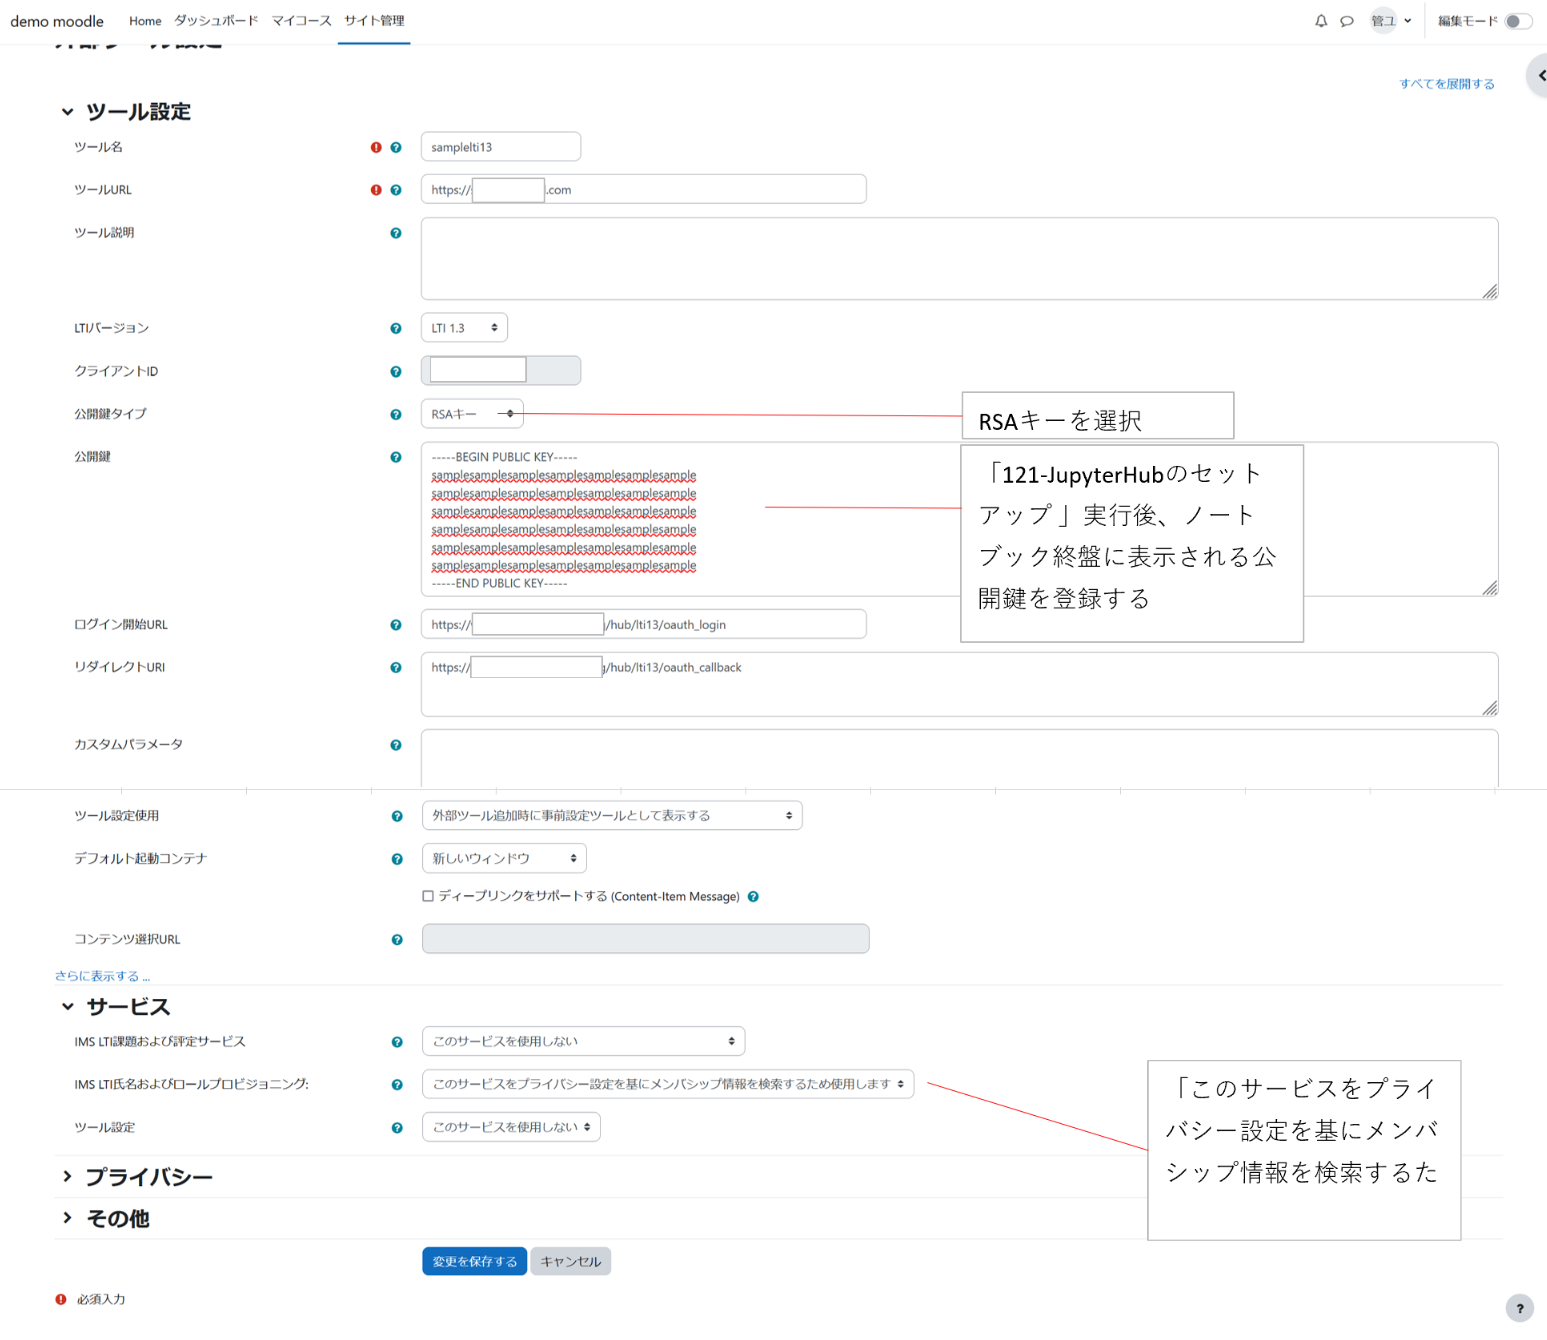 demo moodle Home ダッシュボード マイコース サイト管理 管ユ 編集モード
外部ツール設定
すべてを展開する
ツール設定
ツール名 samplelti13
ツールURL https:// .com
ツール説明
LTIバージョン LTI 1.3
クライアントID
公開鍵タイプ RSAキー
RSAキーを選択
公開鍵 -----BEGIN PUBLIC KEY-----
samplesamplesamplesamplesamplesamplesample
samplesamplesamplesamplesamplesamplesample
samplesamplesamplesamplesamplesamplesample
samplesamplesamplesamplesamplesamplesample
samplesamplesamplesamplesamplesamplesample
samplesamplesamplesamplesamplesamplesample
-----END PUBLIC KEY-----
「121-JupyterHubのセット
アップ 」実行後、ノート
ブック終盤に表示される公
開鍵を登録する
ログイン開始URL https:// /hub/lti13/oauth_login
リダイレクトURI https:// /hub/lti13/oauth_callback
カスタムパラメータ
ツール設定使用 外部ツール追加時に事前設定ツールとして表示する
デフォルト起動コンテナ 新しいウィンドウ
ディープリンクをサポートする (Content-Item Message)
コンテンツ選択URL
さらに表示する ...
サービス
IMS LTI課題および評定サービス このサービスを使用しない
IMS LTI氏名およびロールプロビジョニング: このサービスをプライバシー設定を基にメンバシップ情報を検索するため使用します
ツール設定 このサービスを使用しない
「このサービスをプライ
バシー設定を基にメンバ
シップ情報を検索するた
プライバシー
その他
変更を保存する キャンセル
必須入力